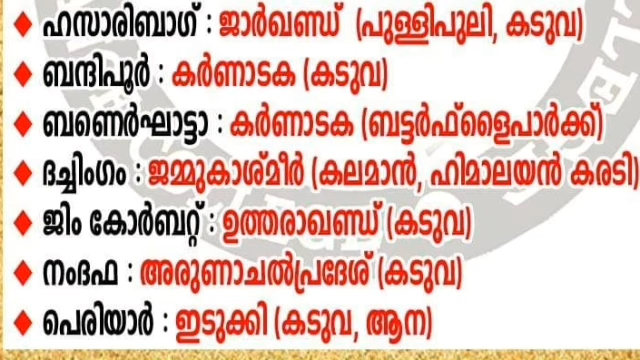 ◆ ഹസാരിബാഗ് : ജാർഖണ്ഡ് (പുള്ളിപുലി, കടുവ)
◆ ബന്ദിപൂർ : കർണാടക (കടുവ)
◆ ബണെർഘാട്ടാ : കർണാടക (ബട്ടർഫ്ളൈപാർക്ക്)
◆ ദച്ചിംഗം : ജമ്മുകാശ്മീർ (കലമാൻ, ഹിമാലയൻ കരടി)
◆ ജിം കോർബറ്റ് : ഉത്തരാഖണ്ഡ് (കടുവ)
◆ നംദഫ : അരുണാചൽപ്രദേശ് (കടുവ)
◆ പെരിയാർ : ഇടുക്കി (കടുവ, ആന)